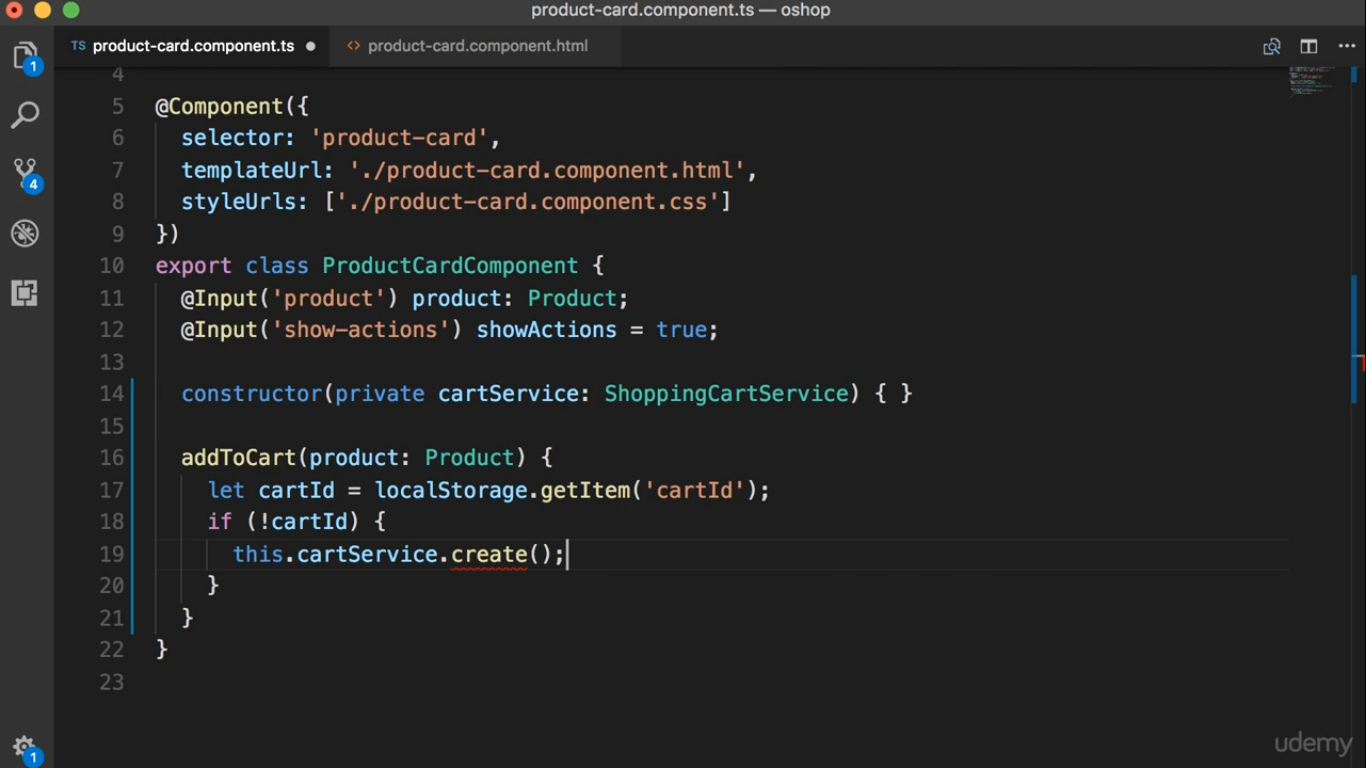 product-card.component.ts — oshop
TS product-card.component.ts ● <> product-card.component.html
1
4
1
4
5 @Component({
6 selector: 'product-card',
7 templateUrl: './product-card.component.html',
8 styleUrls: ['./product-card.component.css']
9 })
10 export class ProductCardComponent {
11 @Input('product') product: Product;
12 @Input('show-actions') showActions = true;
13
14 constructor(private cartService: ShoppingCartService) { }
15
16 addToCart(product: Product) {
17 let cartId = localStorage.getItem('cartId');
18 if (!cartId) {
19 this.cartService.create();
20 }
21 }
22 }
23
udemy